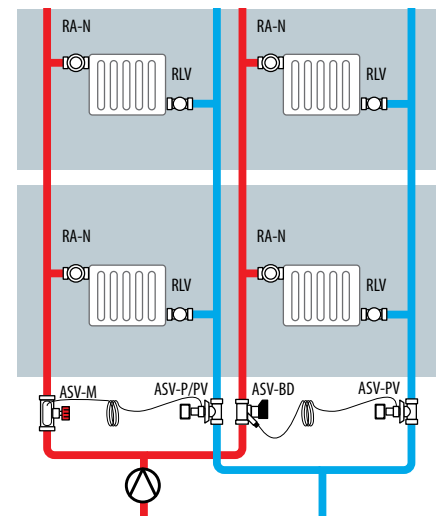 RA-N
RA-N
RLV
RLV
RA-N
RA-N
RLV
RLV
ASV-M
ASV-P/PV
ASV-BD
ASV-PV